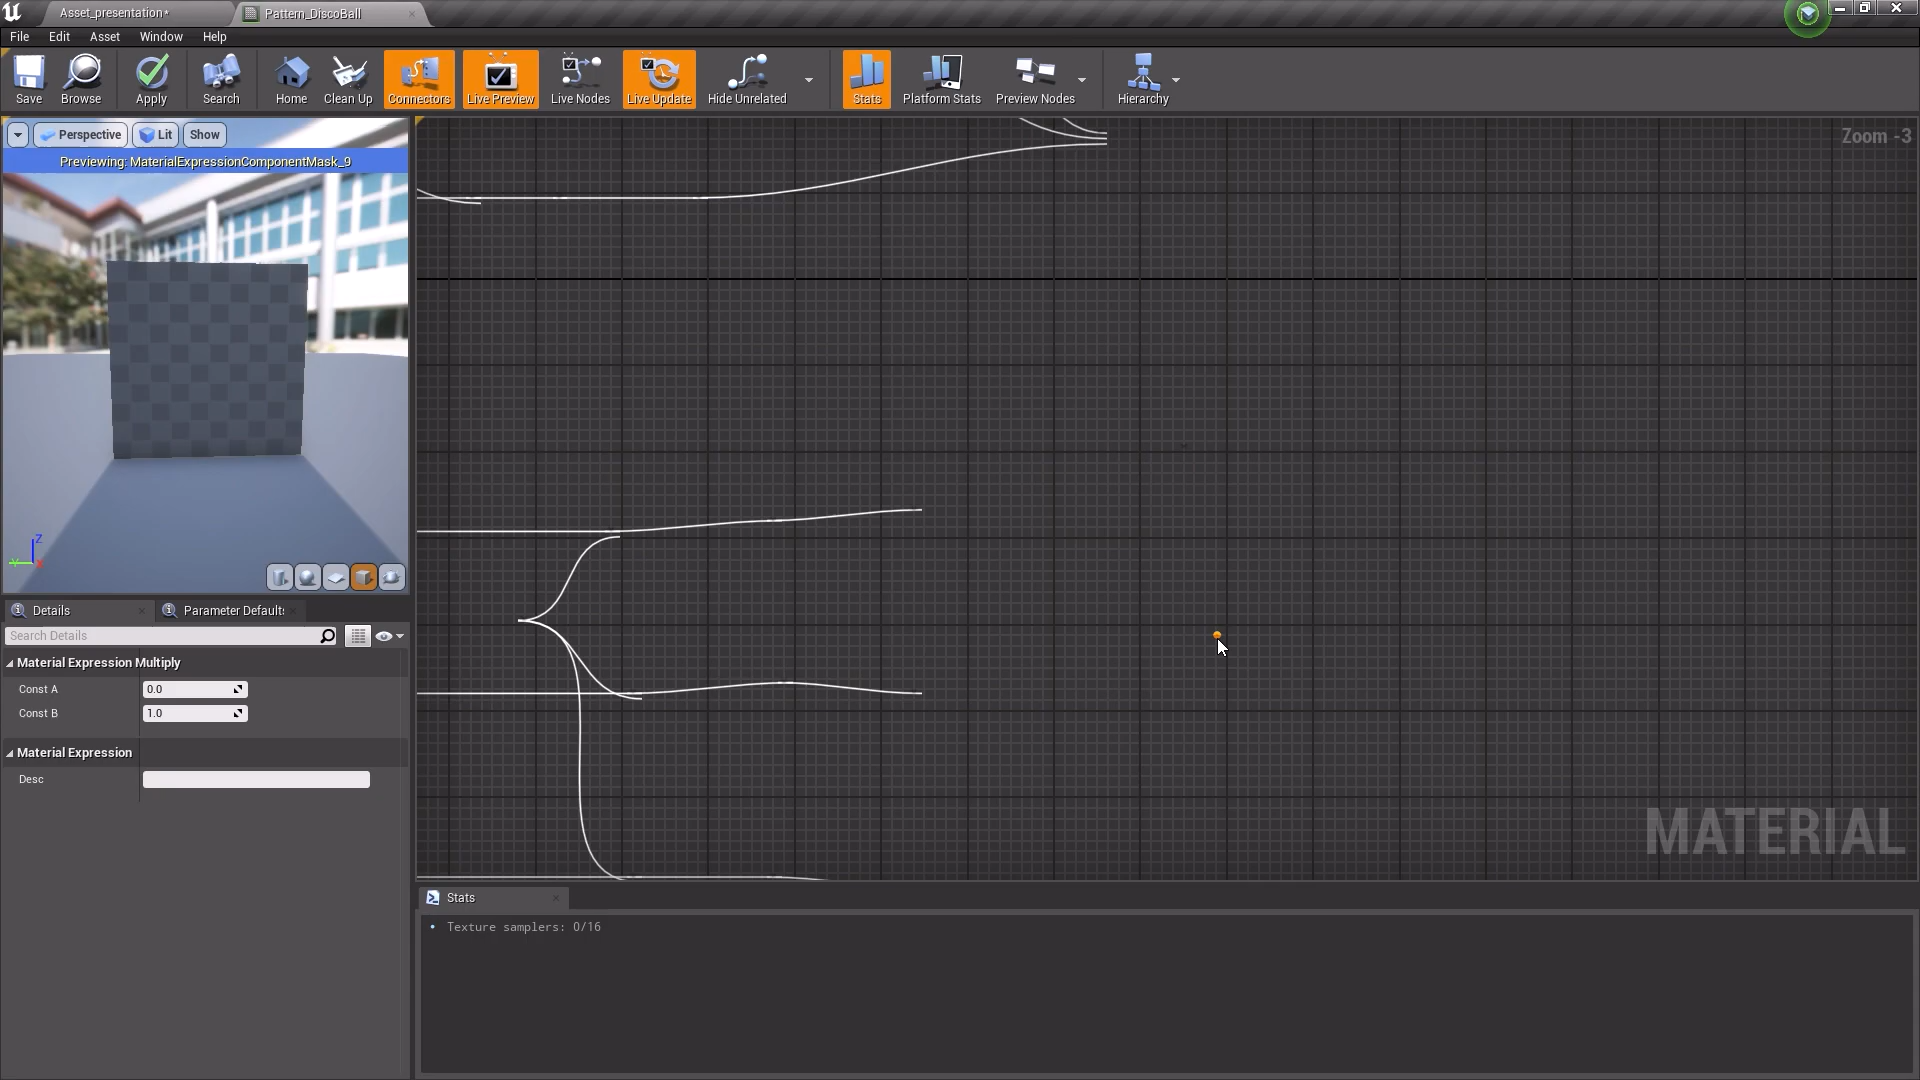 Asset_presentation*
Pattern_DiscoBall
File Edit Asset Window Help
Save Browse Apply Search Home Clean Up Connectors Live Preview Live Nodes Live Update Hide Unrelated Stats Platform Stats Preview Nodes Hierarchy
Perspective Lit Show
Zoom -3
Previewing: MaterialExpressionComponentMask_9
Z
Details
Parameter Default
Search Details
Material Expression Multiply
Const A 0.0
Const B 1.0
Material Expression
Desc
MATERIAL
Stats
• Texture samplers: 0/16